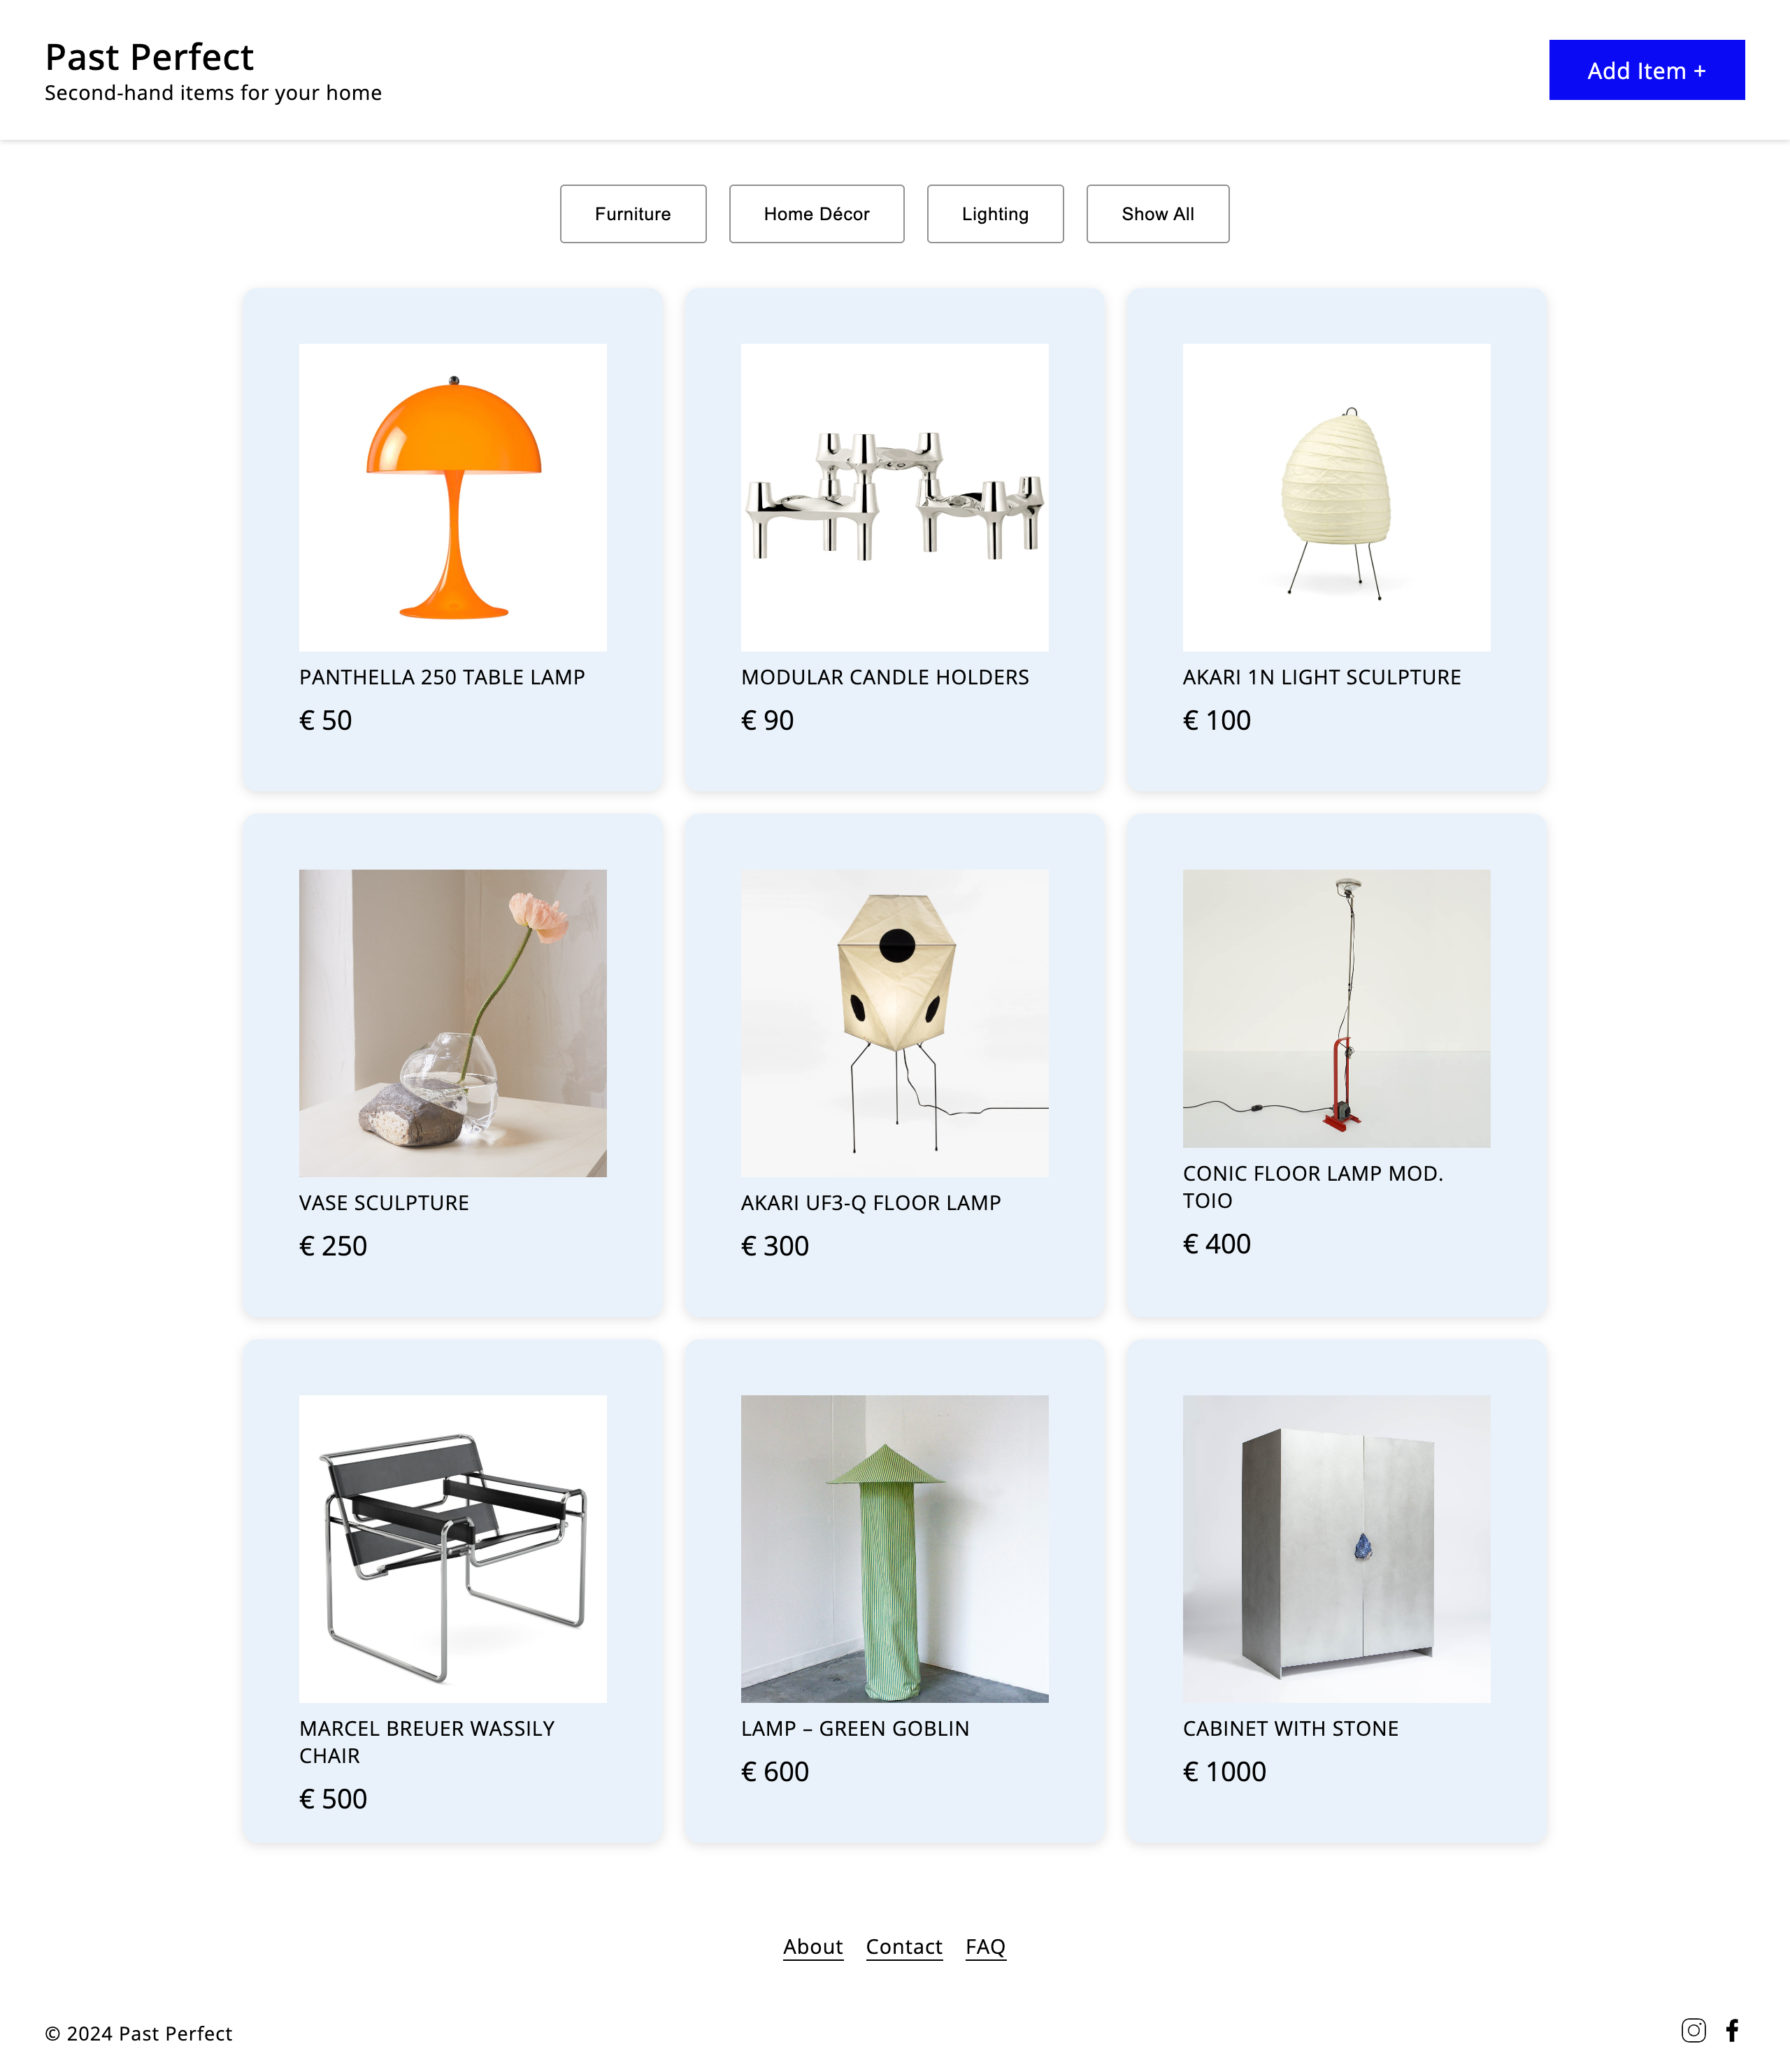 Past Perfect
Second-hand items for your home
Add Item +
Furniture
Home Décor
Lighting
Show All
PANTHELLA 250 TABLE LAMP
€ 50
MODULAR CANDLE HOLDERS
€ 90
AKARI 1N LIGHT SCULPTURE
€ 100
VASE SCULPTURE
€ 250
AKARI UF3-Q FLOOR LAMP
€ 300
CONIC FLOOR LAMP MOD.
TOIO
€ 400
MARCEL BREUER WASSILY
CHAIR
€ 500
LAMP – GREEN GOBLIN
€ 600
CABINET WITH STONE
€ 1000
About
Contact
FAQ
© 2024 Past Perfect